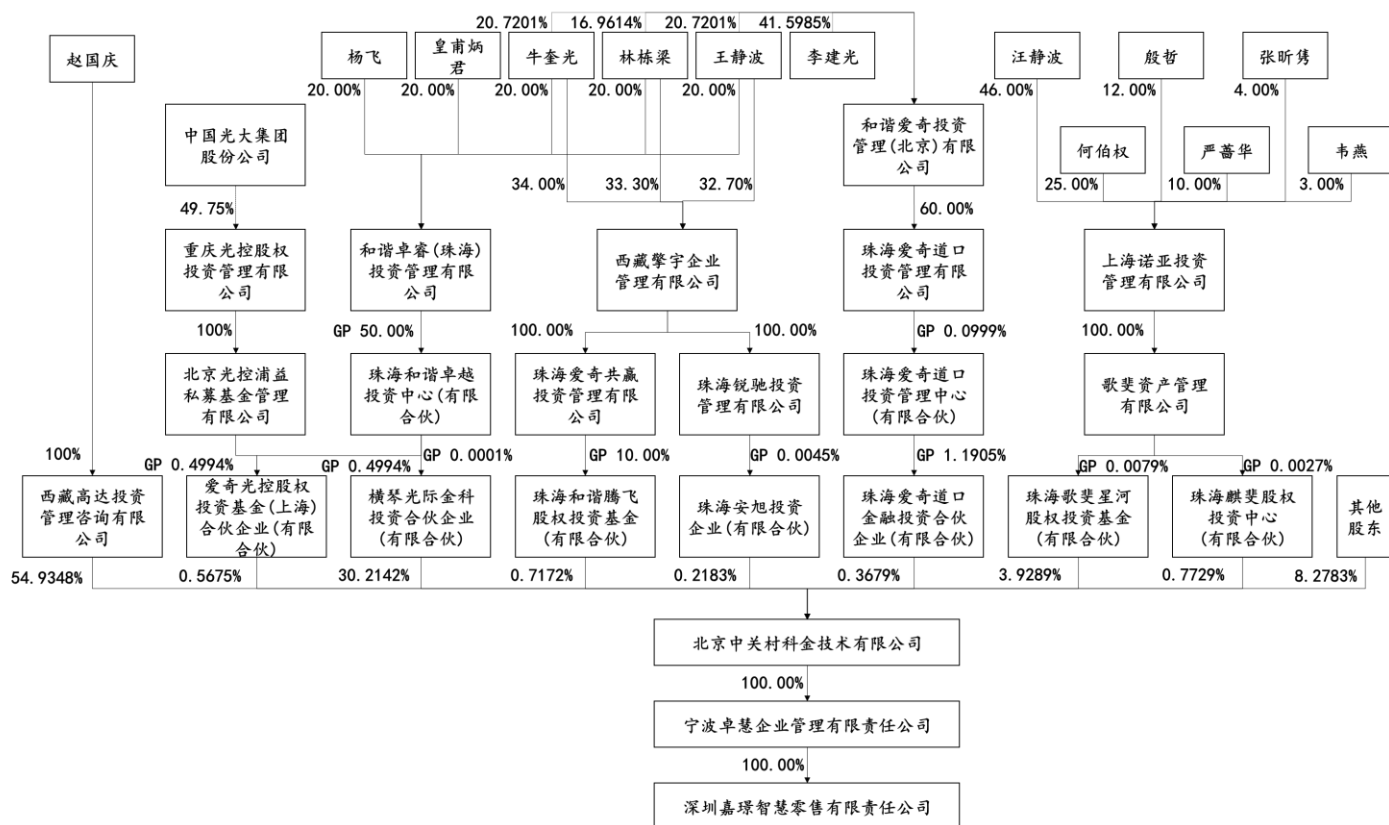 20.7201% 16.9614% 20.7201% 41.5985%
赵国庆
杨飞
皇甫炳
君
牛奎光
林栋梁
王静波
李建光
汪静波
殷哲
张昕隽
20.00% 20.00% 20.00% 20.00% 20.00%
46.00% 12.00% 4.00%
中国光大集团
股份公司
和谐爱奇投资
管理(北京)有限
公司
何伯权
严蔷华
韦燕
34.00% 33.30% 32.70%
25.00% 10.00% 3.00%
49.75%
60.00%
重庆光控股权
投资管理有限
公司
和谐卓睿(珠海)
投资管理有限
公司
西藏擎宇企业
管理有限公司
珠海爱奇道口
投资管理有限
公司
上海诺亚投资
管理有限公司
100%
GP 50.00%
100.00%
100.00%
GP 0.0999%
100.00%
北京光控浦益
私募基金管理
有限公司
珠海和谐卓越
投资中心(有限
合伙)
珠海爱奇共赢
投资管理有限
公司
珠海锐驰投资
管理有限公司
珠海爱奇道口
投资管理中心
(有限合伙)
歌斐资产管理
有限公司
100%
GP 0.4994%
GP 0.4994%
GP 0.0001%
GP 10.00%
GP 0.0045%
GP 1.1905%
GP 0.0079%
GP 0.0027%
西藏高达投资
管理咨询有限
公司
爱奇光控股权
投资基金(上海)
合伙企业(有限
合伙)
横琴光际金科
投资合伙企业
(有限合伙)
珠海和谐腾飞
股权投资基金
(有限合伙)
珠海安旭投资
企业(有限合伙)
珠海爱奇道口
金融投资合伙
企业(有限合伙)
珠海歌斐星河
股权投资基金
(有限合伙)
珠海麒斐股权
投资中心(有限
合伙)
其他
股东
54.9348% 0.5675% 30.2142% 0.7172% 0.2183% 0.3679% 3.9289% 0.7729% 8.2783%
北京中关村科金技术有限公司
100.00%
宁波卓慧企业管理有限责任公司
100.00%
深圳嘉璟智慧零售有限责任公司